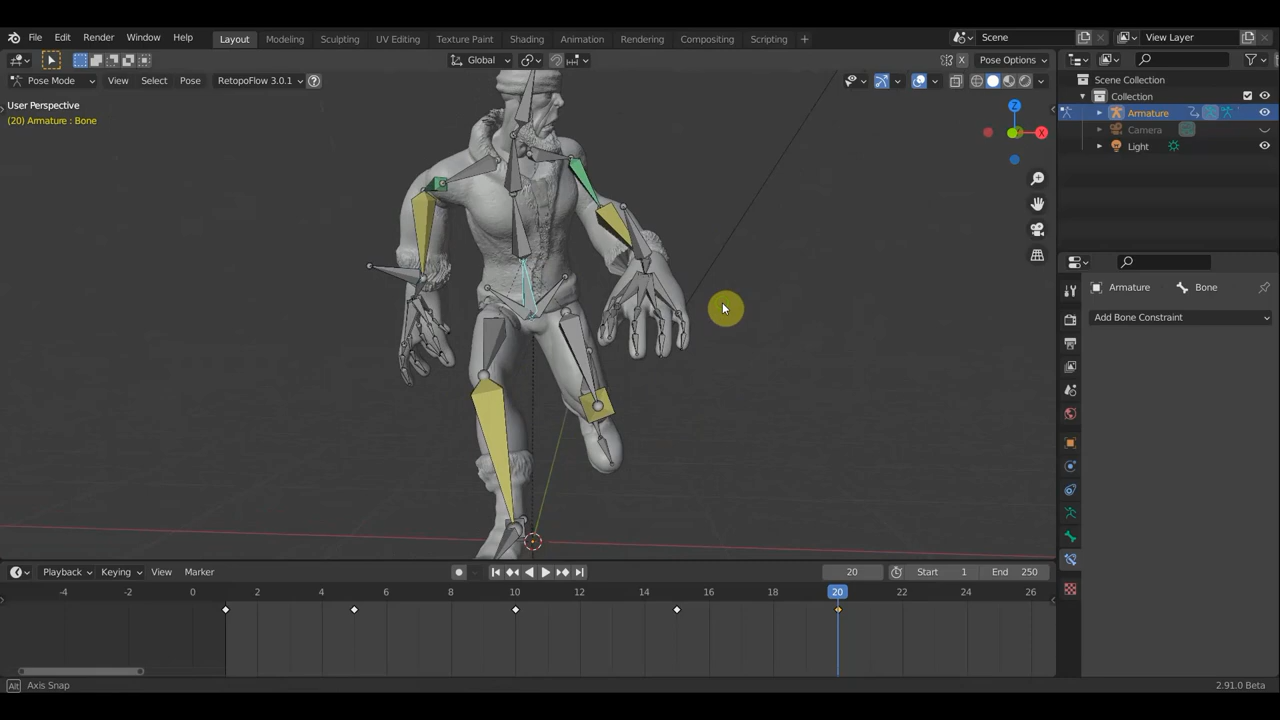 File Edit Render Window Help Layout Modeling Sculpting UV Editing Texture Paint Shading Animation Rendering Compositing Scripting + Scene View Layer
Global Pose Options
Pose Mode View Select Pose RetopoFlow 3.0.1 ?
User Perspective
(20) Armature : Bone
Z
X
Scene Collection
Collection
Armature
Camera
Light
Armature Bone
Add Bone Constraint
Playback Keying View Marker 20 Start 1 End 250
-4 -2 0 2 4 6 8 10 12 14 16 18 20 22 24 26
Alt Axis Snap 2.91.0 Beta